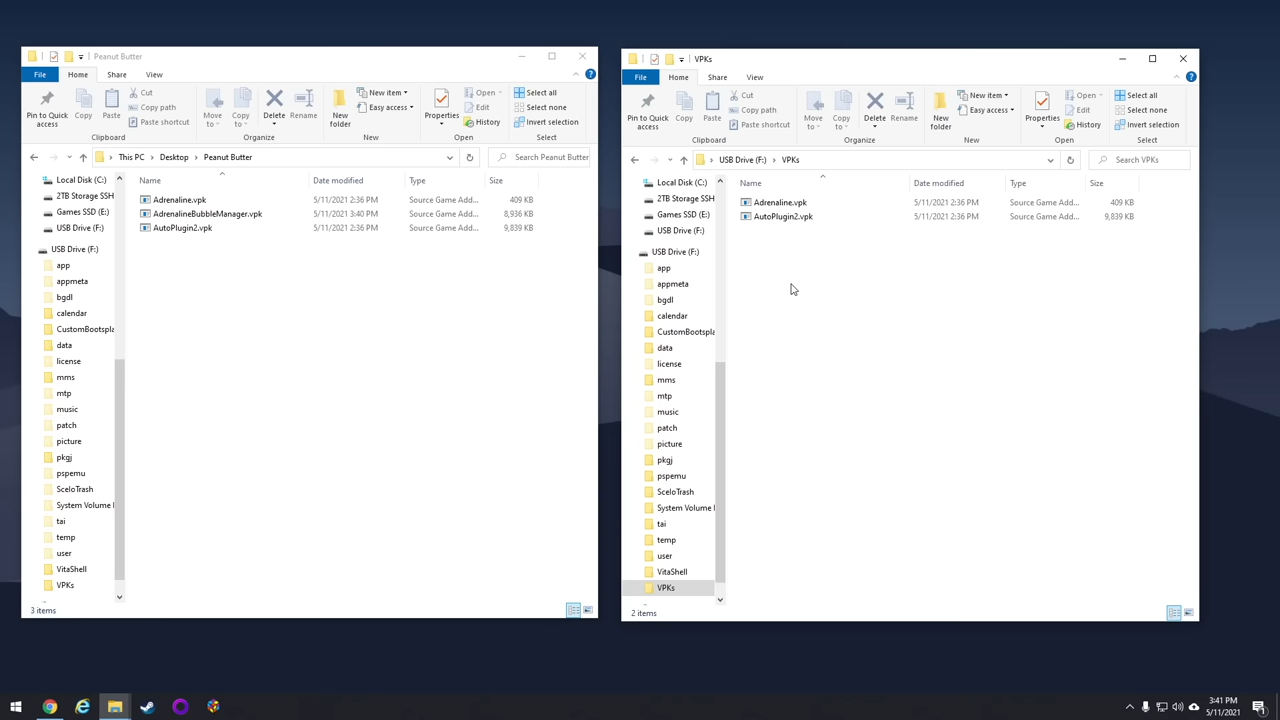 Peanut Butter
File Home Share View
Pin to Quick access
Copy
Paste
Cut
Copy path
Paste shortcut
Clipboard
Move to
Copy to
Delete
Rename
Organize
New folder
New item
Easy access
New
Properties
Open
Edit
History
Open
Select all
Select none
Invert selection
Select
This PC > Desktop > Peanut Butter
Search Peanut Butter
Name Date modified Type Size
Adrenaline.vpk 5/11/2021 2:36 PM Source Game Add... 409 KB
AdrenalineBubbleManager.vpk 5/11/2021 3:40 PM Source Game Add... 8,936 KB
AutoPlugin2.vpk 5/11/2021 2:36 PM Source Game Add... 9,839 KB
Local Disk (C:)
2TB Storage SSH
Games SSD (E:)
USB Drive (F:)
USB Drive (F:)
app
appmeta
bgdl
calendar
CustomBootspla
data
license
mms
mtp
music
patch
picture
pkgj
pspemu
SceIoTrash
System Volume
tai
temp
user
VitaShell
VPKs
3 items
VPKs
File Home Share View
Pin to Quick access
Copy
Paste
Cut
Copy path
Paste shortcut
Clipboard
Move to
Copy to
Delete
Rename
Organize
New folder
New item
Easy access
New
Properties
Open
Edit
History
Open
Select all
Select none
Invert selection
Select
USB Drive (F:) > VPKs
Search VPKs
Name Date modified Type Size
Adrenaline.vpk 5/11/2021 2:36 PM Source Game Add... 409 KB
AutoPlugin2.vpk 5/11/2021 2:36 PM Source Game Add... 9,839 KB
Local Disk (C:)
2TB Storage SSH
Games SSD (E:)
USB Drive (F:)
USB Drive (F:)
app
appmeta
bgdl
calendar
CustomBootspla
data
license
mms
mtp
music
patch
picture
pkgj
pspemu
SceIoTrash
System Volume
tai
temp
user
VitaShell
VPKs
2 items
3:41 PM
5/11/2021